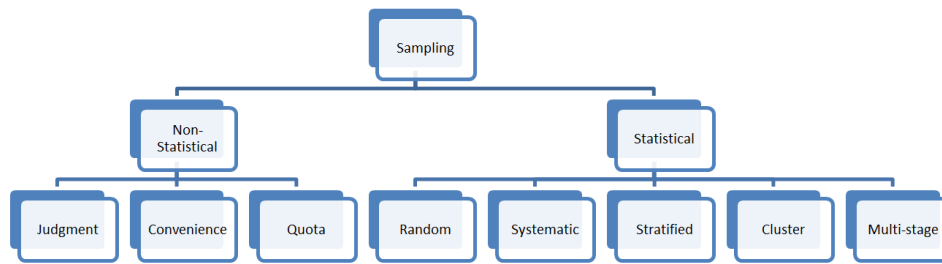 Sampling
Non-
Statistical
Statistical
Judgment
Convenience
Quota
Random
Systematic
Stratified
Cluster
Multi-stage